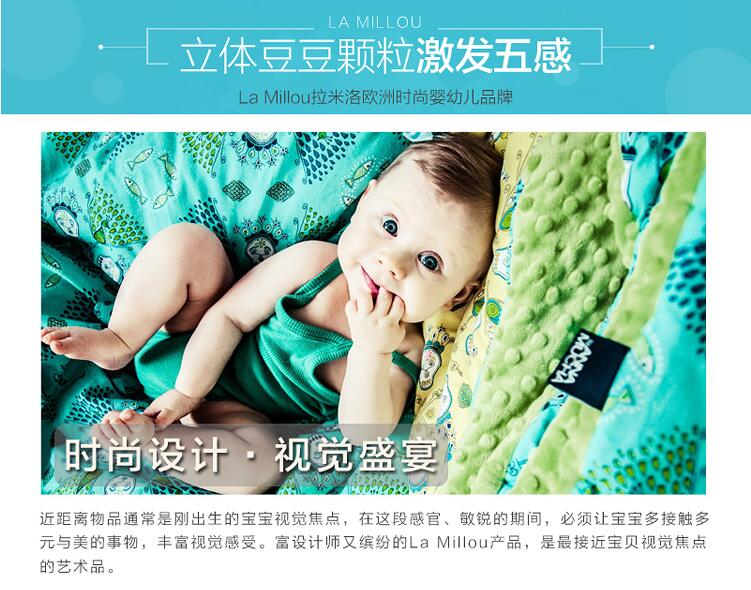 LA MILLOU
立体豆豆颗粒激发五感
La Millou拉米洛欧洲时尚婴幼儿品牌
时尚设计·视觉盛宴
近距离物品通常是刚出生的宝宝视觉焦点，在这段感官、敏锐的期间，必须让宝宝多接触多
元与美的事物，丰富视觉感受。富设计师又缤纷的La Millou产品，是最接近宝贝视觉焦点
的艺术品。